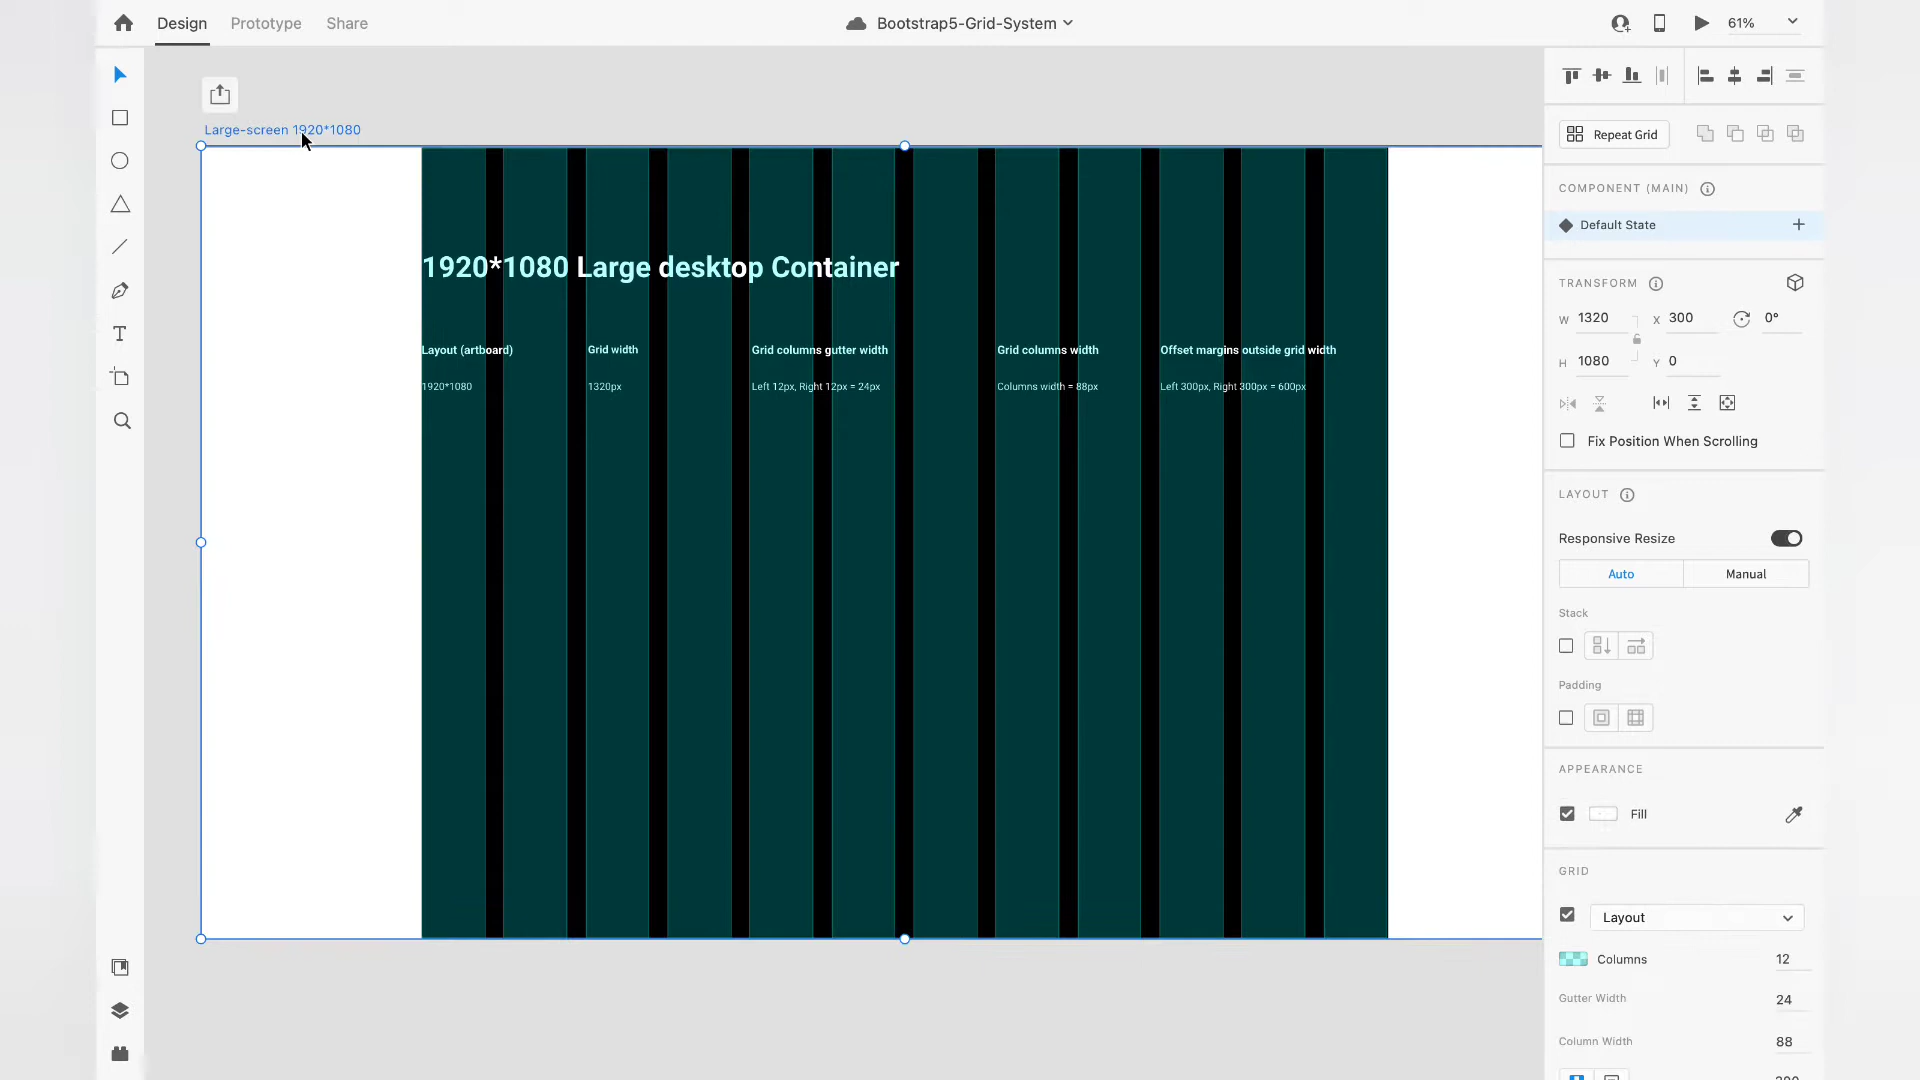 Design Prototype Share
Bootstrap5-Grid-System
61%
Large-screen 1920*1080
1920*1080 Large desktop Container
Layout (artboard)
1920*1080
Grid width
1320px
Grid columns gutter width
Left 12px, Right 12px = 24px
Grid columns width
Columns width = 88px
Offset margins outside grid width
Left 300px, Right 300px = 600px
Repeat Grid
COMPONENT (MAIN)
Default State
TRANSFORM
W 1320 X 300 0°
H 1080 Y 0
Fix Position When Scrolling
LAYOUT
Responsive Resize
Auto Manual
Stack
Padding
APPEARANCE
Fill
GRID
Layout
Columns 12
Gutter Width 24
Column Width 88